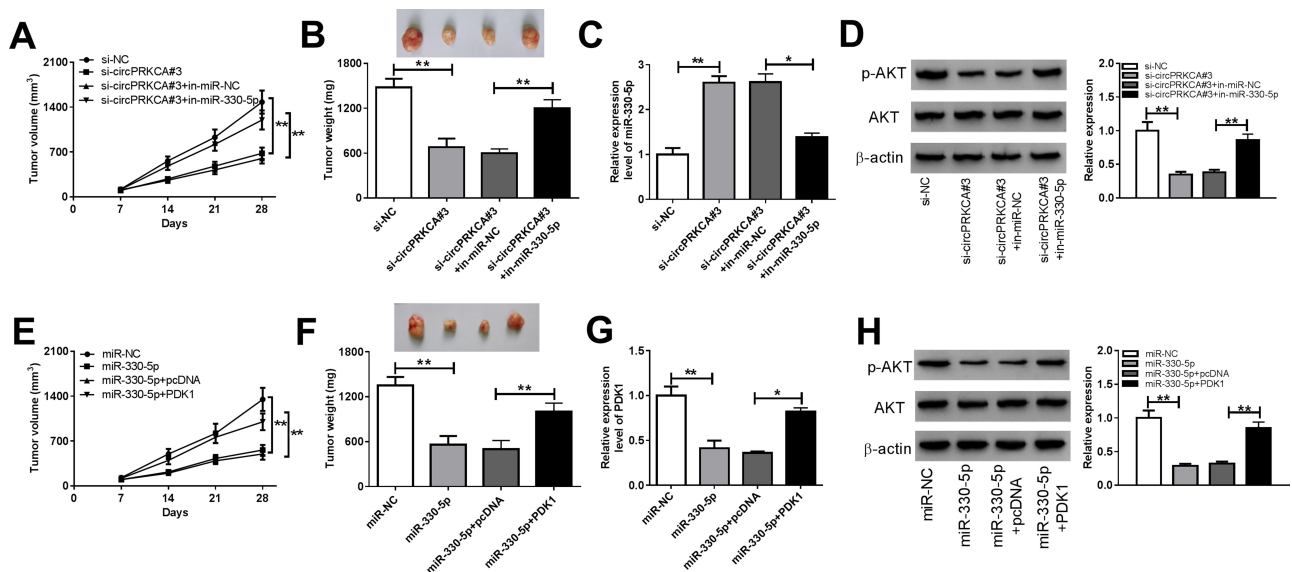 A
si-NC
si-circPRKCA#3
si-circPRKCA#3+in-miR-NC
si-circPRKCA#3+in-miR-330-5p
Tumor volume (mm³)
2100
1400
700
0
0 7 14 21 28
Days
**
**
B
Tumor weight (mg)
1800
1200
600
0
**
**
si-NC
si-circPRKCA#3
si-circPRKCA#3
+in-miR-NC
si-circPRKCA#3
+in-miR-330-5p
C
Relative expression
level of miR-330-5p
3
2
1
0
**
*
si-NC
si-circPRKCA#3
si-circPRKCA#3
+in-miR-NC
si-circPRKCA#3
+in-miR-330-5p
D
p-AKT
AKT
β-actin
si-NC
si-circPRKCA#3
si-circPRKCA#3
+in-miR-NC
si-circPRKCA#3
+in-miR-330-5p
si-NC
si-circPRKCA#3
si-circPRKCA#3+in-miR-NC
si-circPRKCA#3+in-miR-330-5p
2.0
1.5
1.0
0.5
0.0
**
**
E
miR-NC
miR-330-5p
miR-330-5p+pcDNA
miR-330-5p+PDK1
Tumor volume (mm³)
2100
1400
700
0
0 7 14 21 28
Days
**
**
F
Tumor weight (mg)
1800
1350
900
450
0
**
**
miR-NC
miR-330-5p
miR-330-5p+pcDNA
miR-330-5p+PDK1
G
Relative expression
level of PDK1
1.5
1.0
0.5
0.0
**
*
miR-NC
miR-330-5p
miR-330-5p+pcDNA
miR-330-5p+PDK1
H
p-AKT
AKT
β-actin
miR-NC
miR-330-5p
miR-330-5p
+pcDNA
miR-330-5p
+PDK1
miR-NC
miR-330-5p
miR-330-5p+pcDNA
miR-330-5p+PDK1
2.0
1.5
1.0
0.5
0.0
**
**